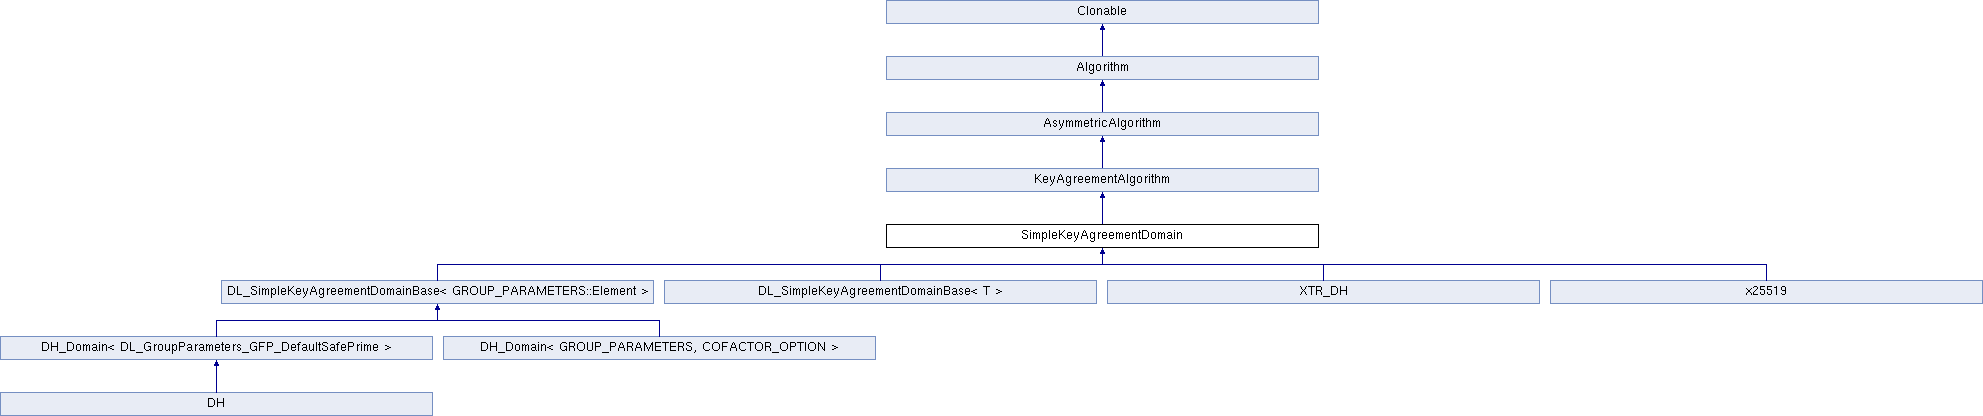 Clonable
Algorithm
AsymmetricAlgorithm
KeyAgreementAlgorithm
SimpleKeyAgreementDomain
DL_SimpleKeyAgreementDomainBase< GROUP_PARAMETERS::Element >
DL_SimpleKeyAgreementDomainBase< T >
XTR_DH
x25519
DH_Domain< DL_GroupParameters_GFP_DefaultSafePrime >
DH_Domain< GROUP_PARAMETERS, COFACTOR_OPTION >
DH